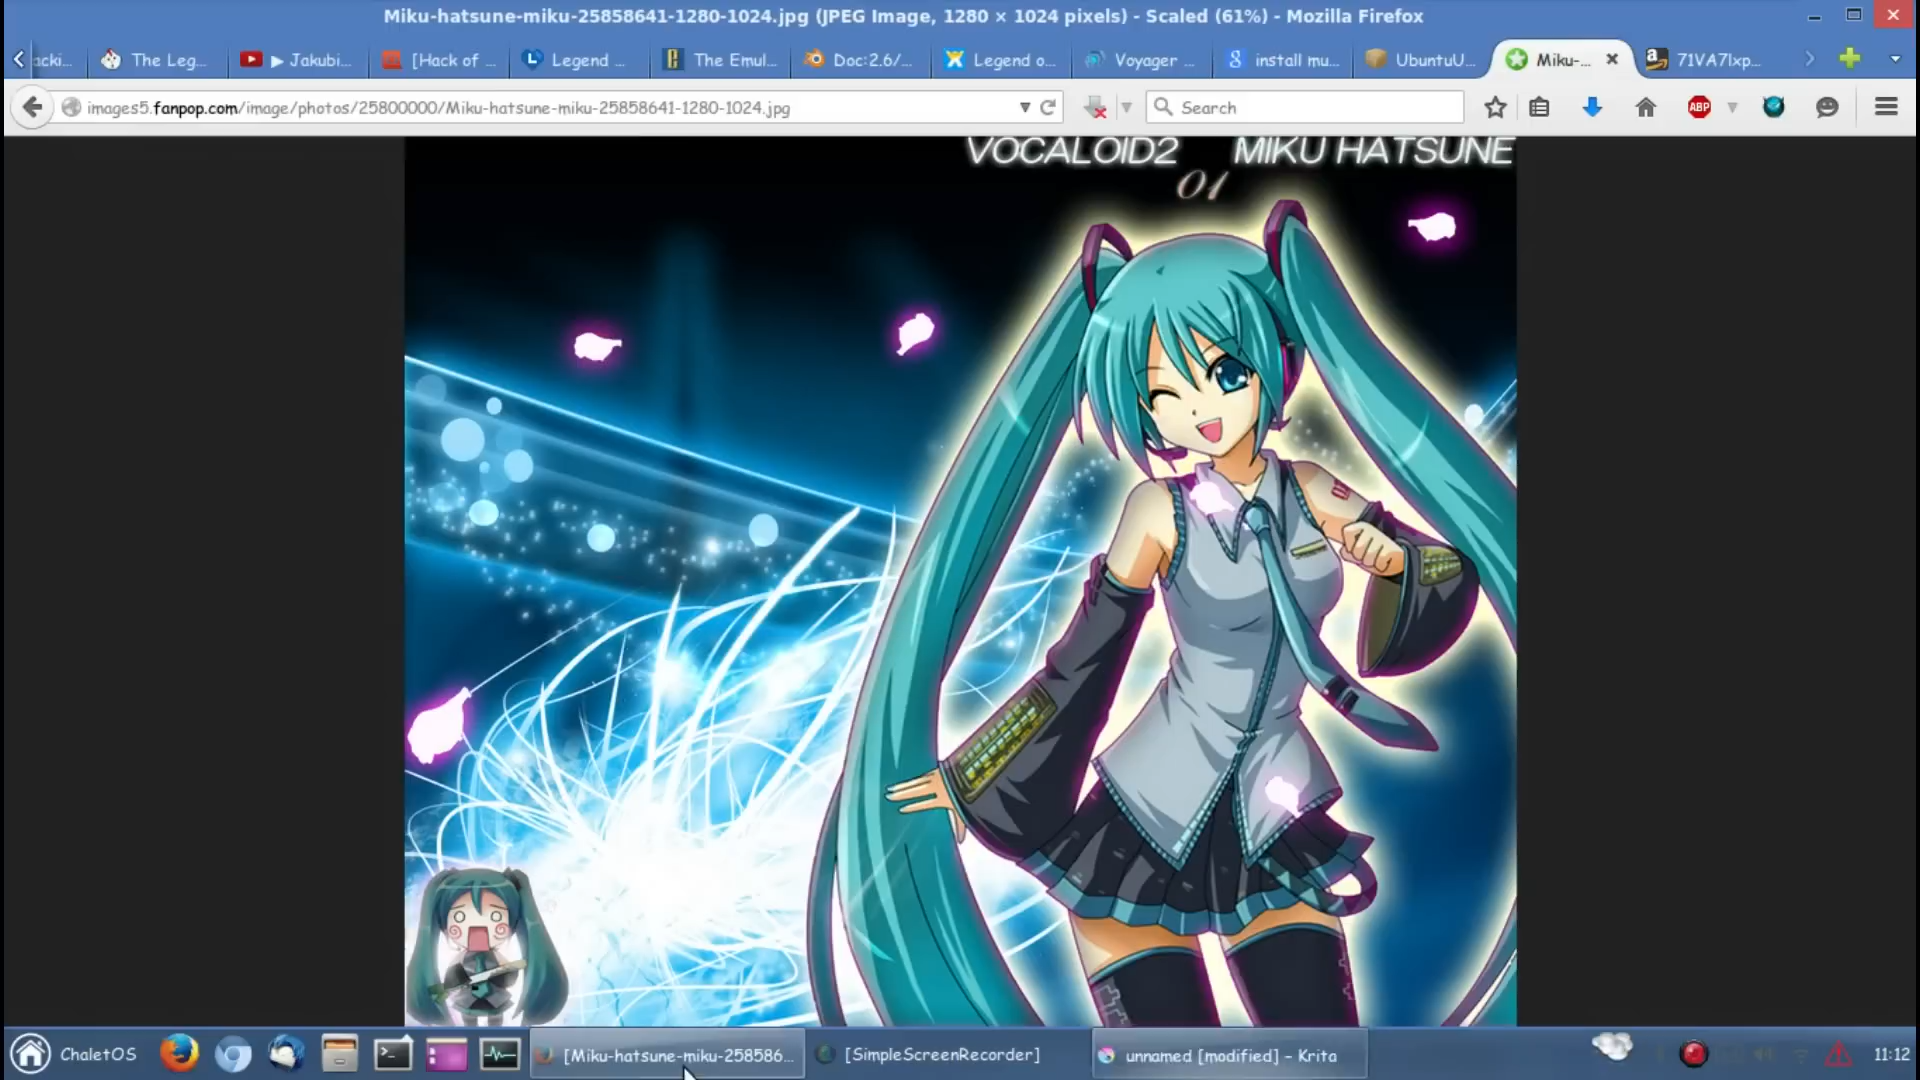 Miku-hatsune-miku-25858641-1280-1024.jpg (JPEG Image, 1280 × 1024 pixels) - Scaled (61%) - Mozilla Firefox
acki...
The Leg...
▶ Jakubi...
[Hack of ...
Legend ...
The Emul...
Doc:2.6/...
Legend o...
Voyager ...
install mu...
UbuntuU...
Miku-...
71VA7lxp...
images5.fanpop.com/image/photos/25800000/Miku-hatsune-miku-25858641-1280-1024.jpg
Search
ABP
VOCALOID2 MIKU HATSUNE
01
ChaletOS
[Miku-hatsune-miku-258586...
[SimpleScreenRecorder]
unnamed [modified] – Krita
11:12